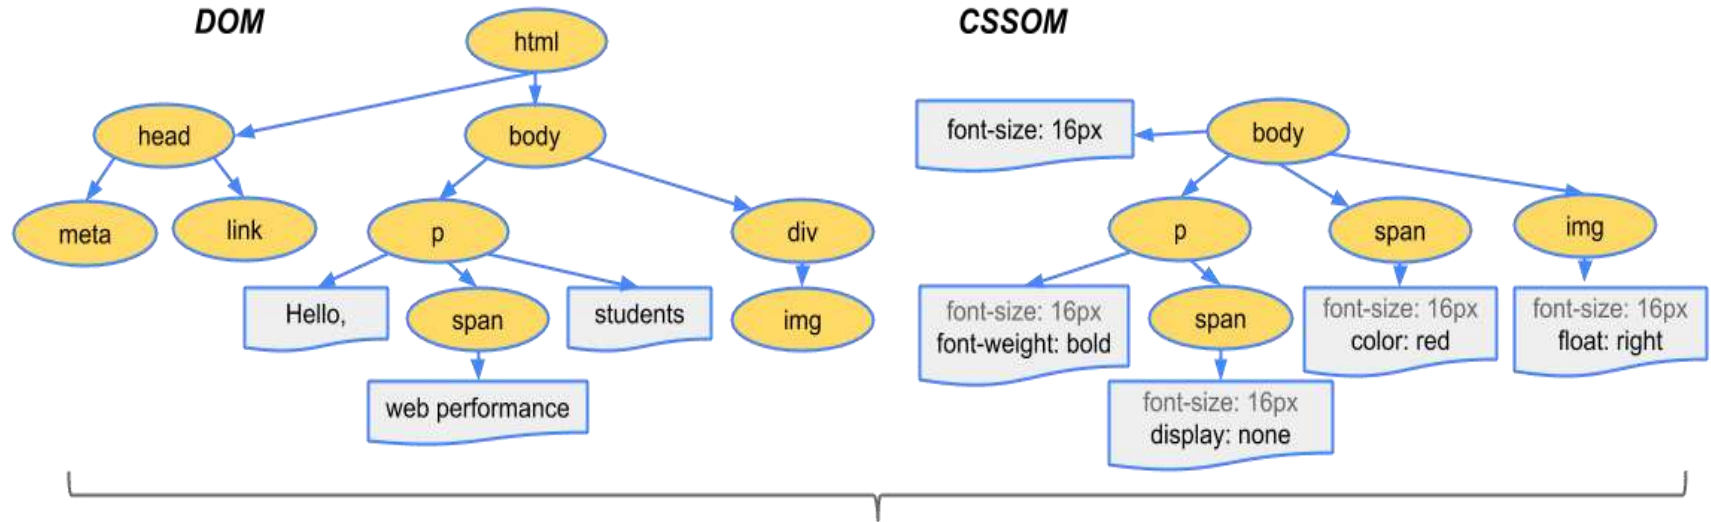 DOM
html
head
body
meta
link
p
div
Hello,
span
students
img
web performance
CSSOM
font-size: 16px
body
p
span
img
font-size: 16px
font-weight: bold
span
font-size: 16px
color: red
font-size: 16px
float: right
font-size: 16px
display: none